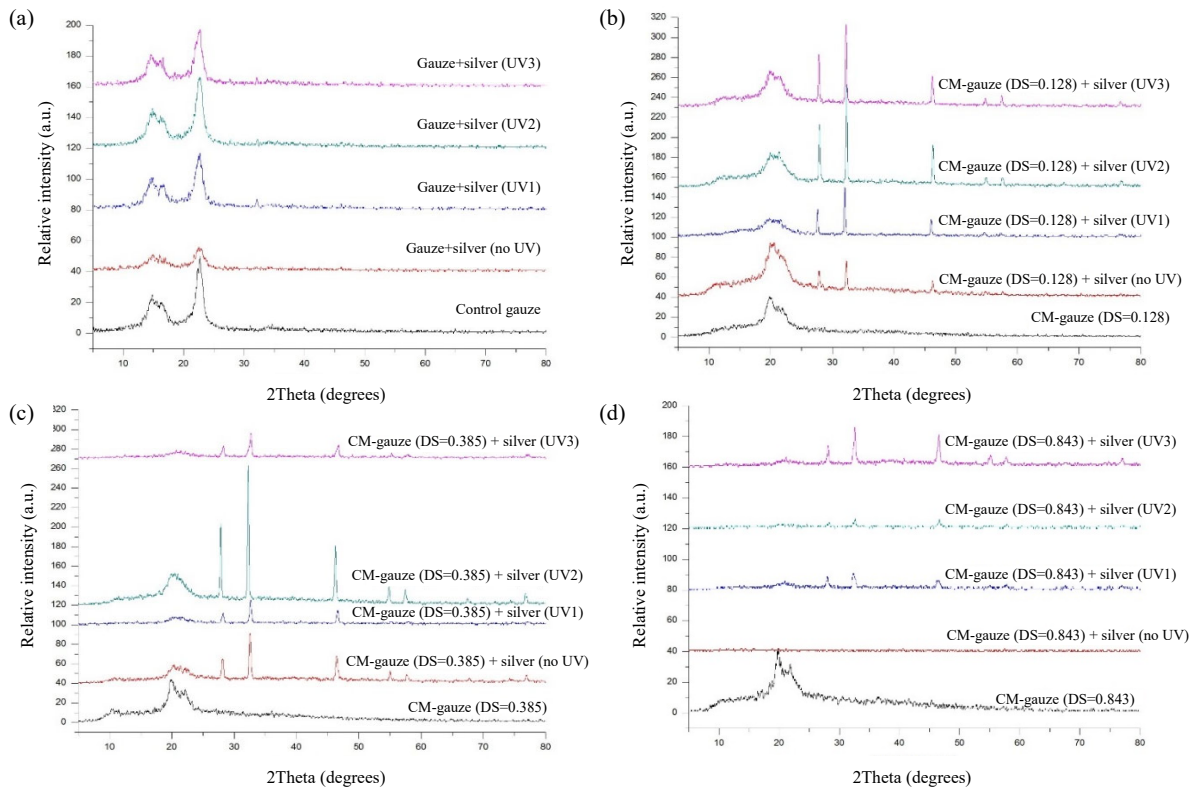 (a)
200
180
160
140
120
100
80
60
40
20
0
Relative intensity (a.u.)
Gauze+silver (UV3)
Gauze+silver (UV2)
Gauze+silver (UV1)
Gauze+silver (no UV)
Control gauze
10 20 30 40 50 60 70 80
2Theta (degrees)
(b)
320
300
280
260
240
220
200
180
160
140
120
100
80
60
40
20
0
Relative intensity (a.u.)
CM-gauze (DS=0.128) + silver (UV3)
CM-gauze (DS=0.128) + silver (UV2)
CM-gauze (DS=0.128) + silver (UV1)
CM-gauze (DS=0.128) + silver (no UV)
CM-gauze (DS=0.128)
10 20 30 40 50 60 70 80
2Theta (degrees)
(c)
320
300
280
260
240
220
200
180
160
140
120
100
80
60
40
20
0
Relative intensity (a.u.)
CM-gauze (DS=0.385) + silver (UV3)
CM-gauze (DS=0.385) + silver (UV2)
CM-gauze (DS=0.385) + silver (UV1)
CM-gauze (DS=0.385) + silver (no UV)
CM-gauze (DS=0.385)
10 20 30 40 50 60 70 80
2Theta (degrees)
(d)
200
180
160
140
120
100
80
60
40
20
0
Relative intensity (a.u.)
CM-gauze (DS=0.843) + silver (UV3)
CM-gauze (DS=0.843) + silver (UV2)
CM-gauze (DS=0.843) + silver (UV1)
CM-gauze (DS=0.843) + silver (no UV)
CM-gauze (DS=0.843)
10 20 30 40 50 60 70 80
2Theta (degrees)